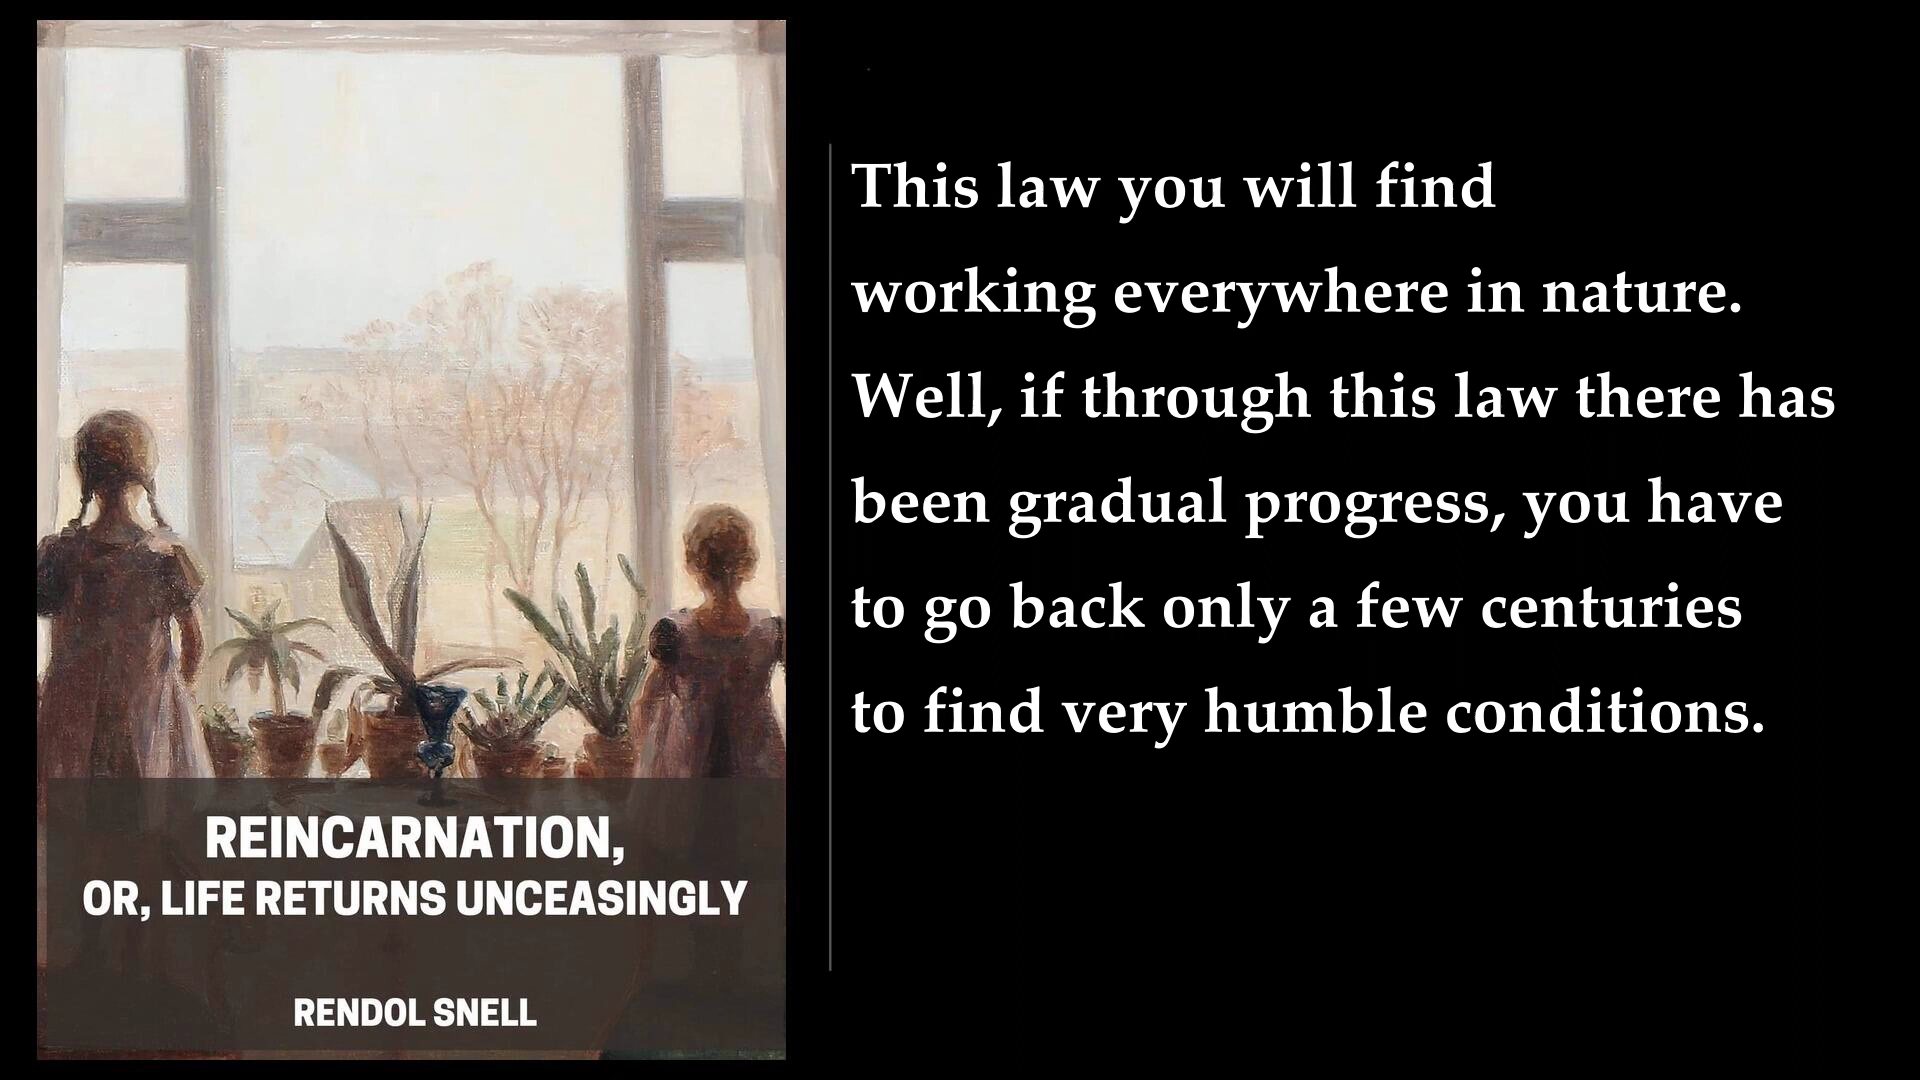 REINCARNATION,
OR, LIFE RETURNS UNCEASINGLY
RENDOL SNELL
This law you will find
working everywhere in nature.
Well, if through this law there has
been gradual progress, you have
to go back only a few centuries
to find very humble conditions.